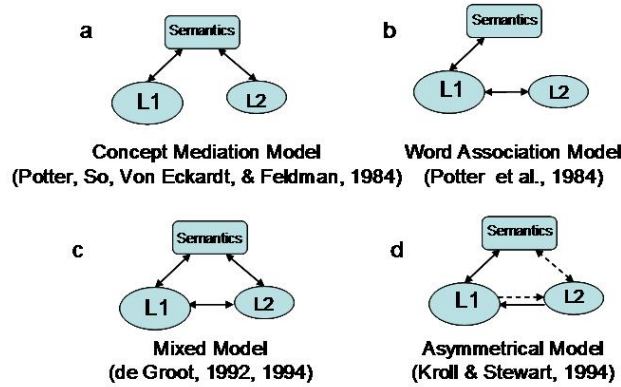 a
Semantics
L1
L2
Concept Mediation Model
(Potter, So, Von Eckardt, & Feldman, 1984)
b
Semantics
L1
L2
Word Association Model
(Potter et al., 1984)
c
Semantics
L1
L2
Mixed Model
(de Groot, 1992, 1994)
d
Semantics
L1
L2
Asymmetrical Model
(Kroll & Stewart, 1994)